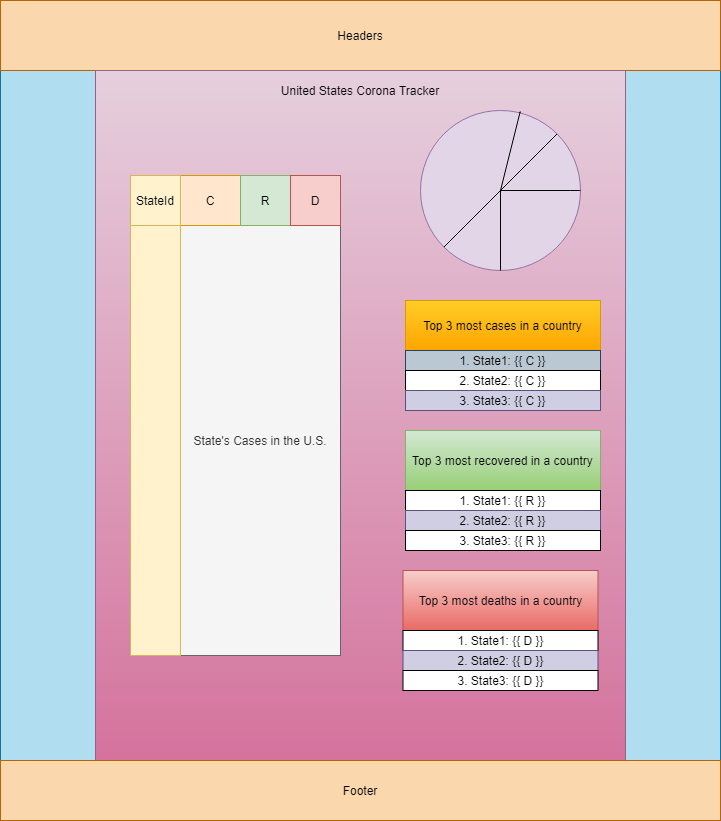 Headers
United States Corona Tracker
StateId
C
R
D
State's Cases in the U.S.
Top 3 most cases in a country
1. State1: {{ C }}
2. State2: {{ C }}
3. State3: {{ C }}
Top 3 most recovered in a country
1. State1: {{ R }}
2. State2: {{ R }}
3. State3: {{ R }}
Top 3 most deaths in a country
1. State1: {{ D }}
2. State2: {{ D }}
3. State3: {{ D }}
Footer